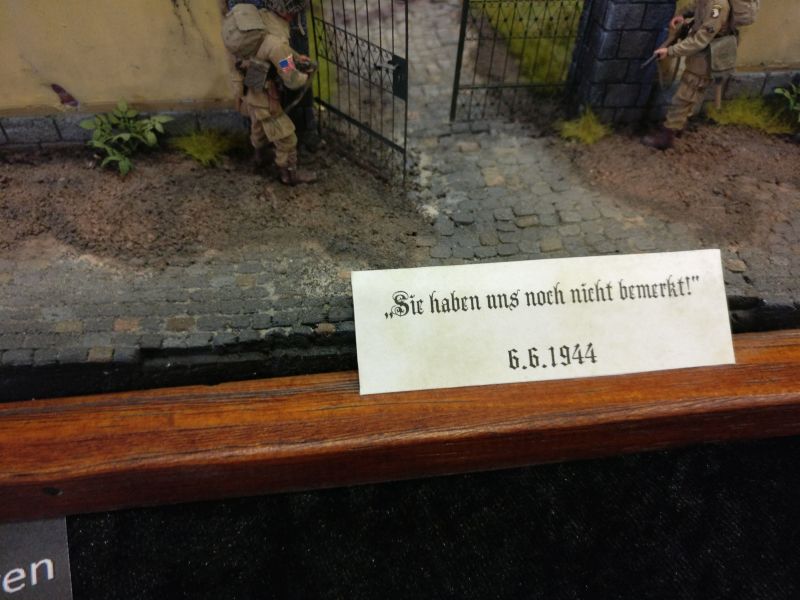 „Sie haben uns noch nicht bemerkt!"
6.6.1944
en